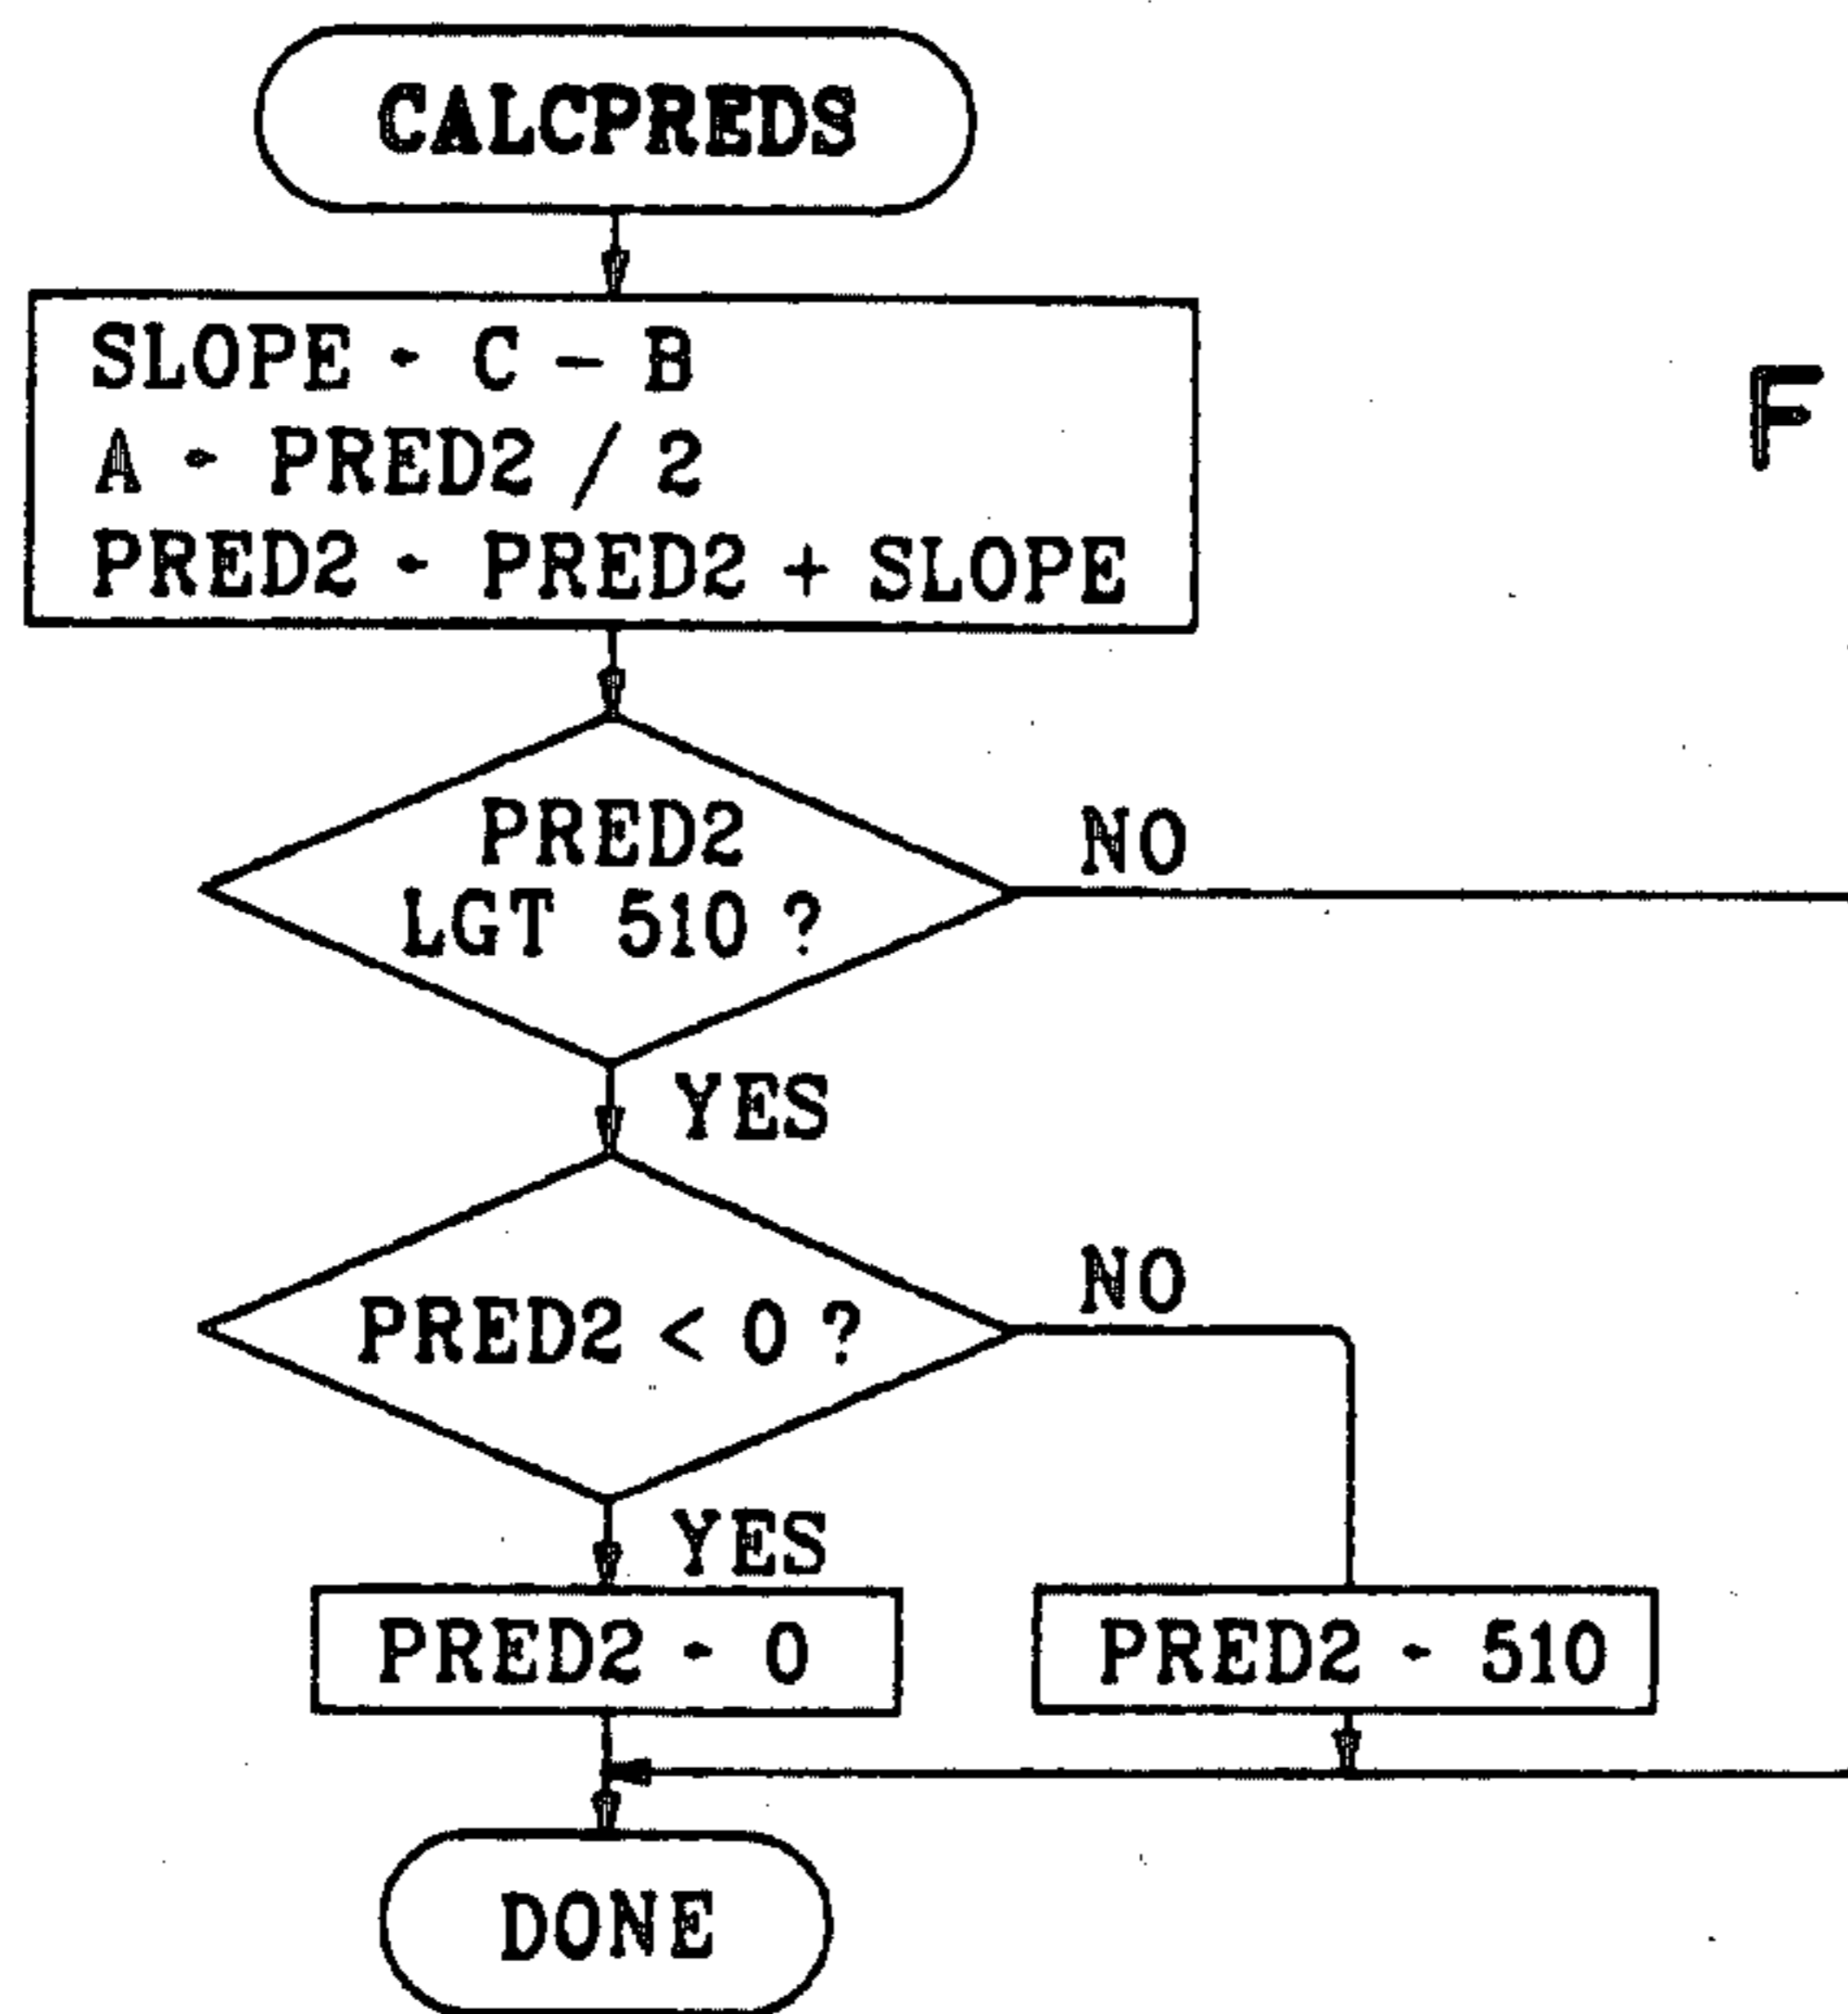 CALCPREDS
SLOPE ← C - B
A ← PRED2 / 2
PRED2 ← PRED2 + SLOPE
PRED2
LGT 510 ?
NO
YES
PRED2 < 0 ?
NO
YES
PRED2 ← 0
PRED2 ← 510
DONE
F